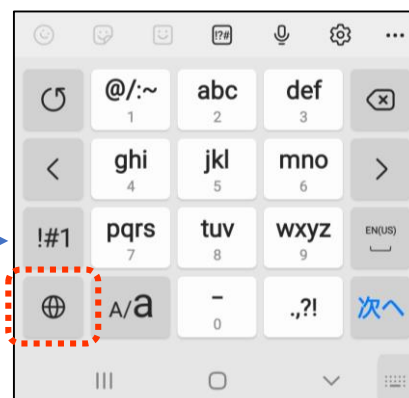 !?#
@/:~ abc def
1 2 3
ghi jkl mno
4 5 6
!#1 pqrs tuv wxyz EN(US)
7 8 9
A/a - .,?! 次へ
0